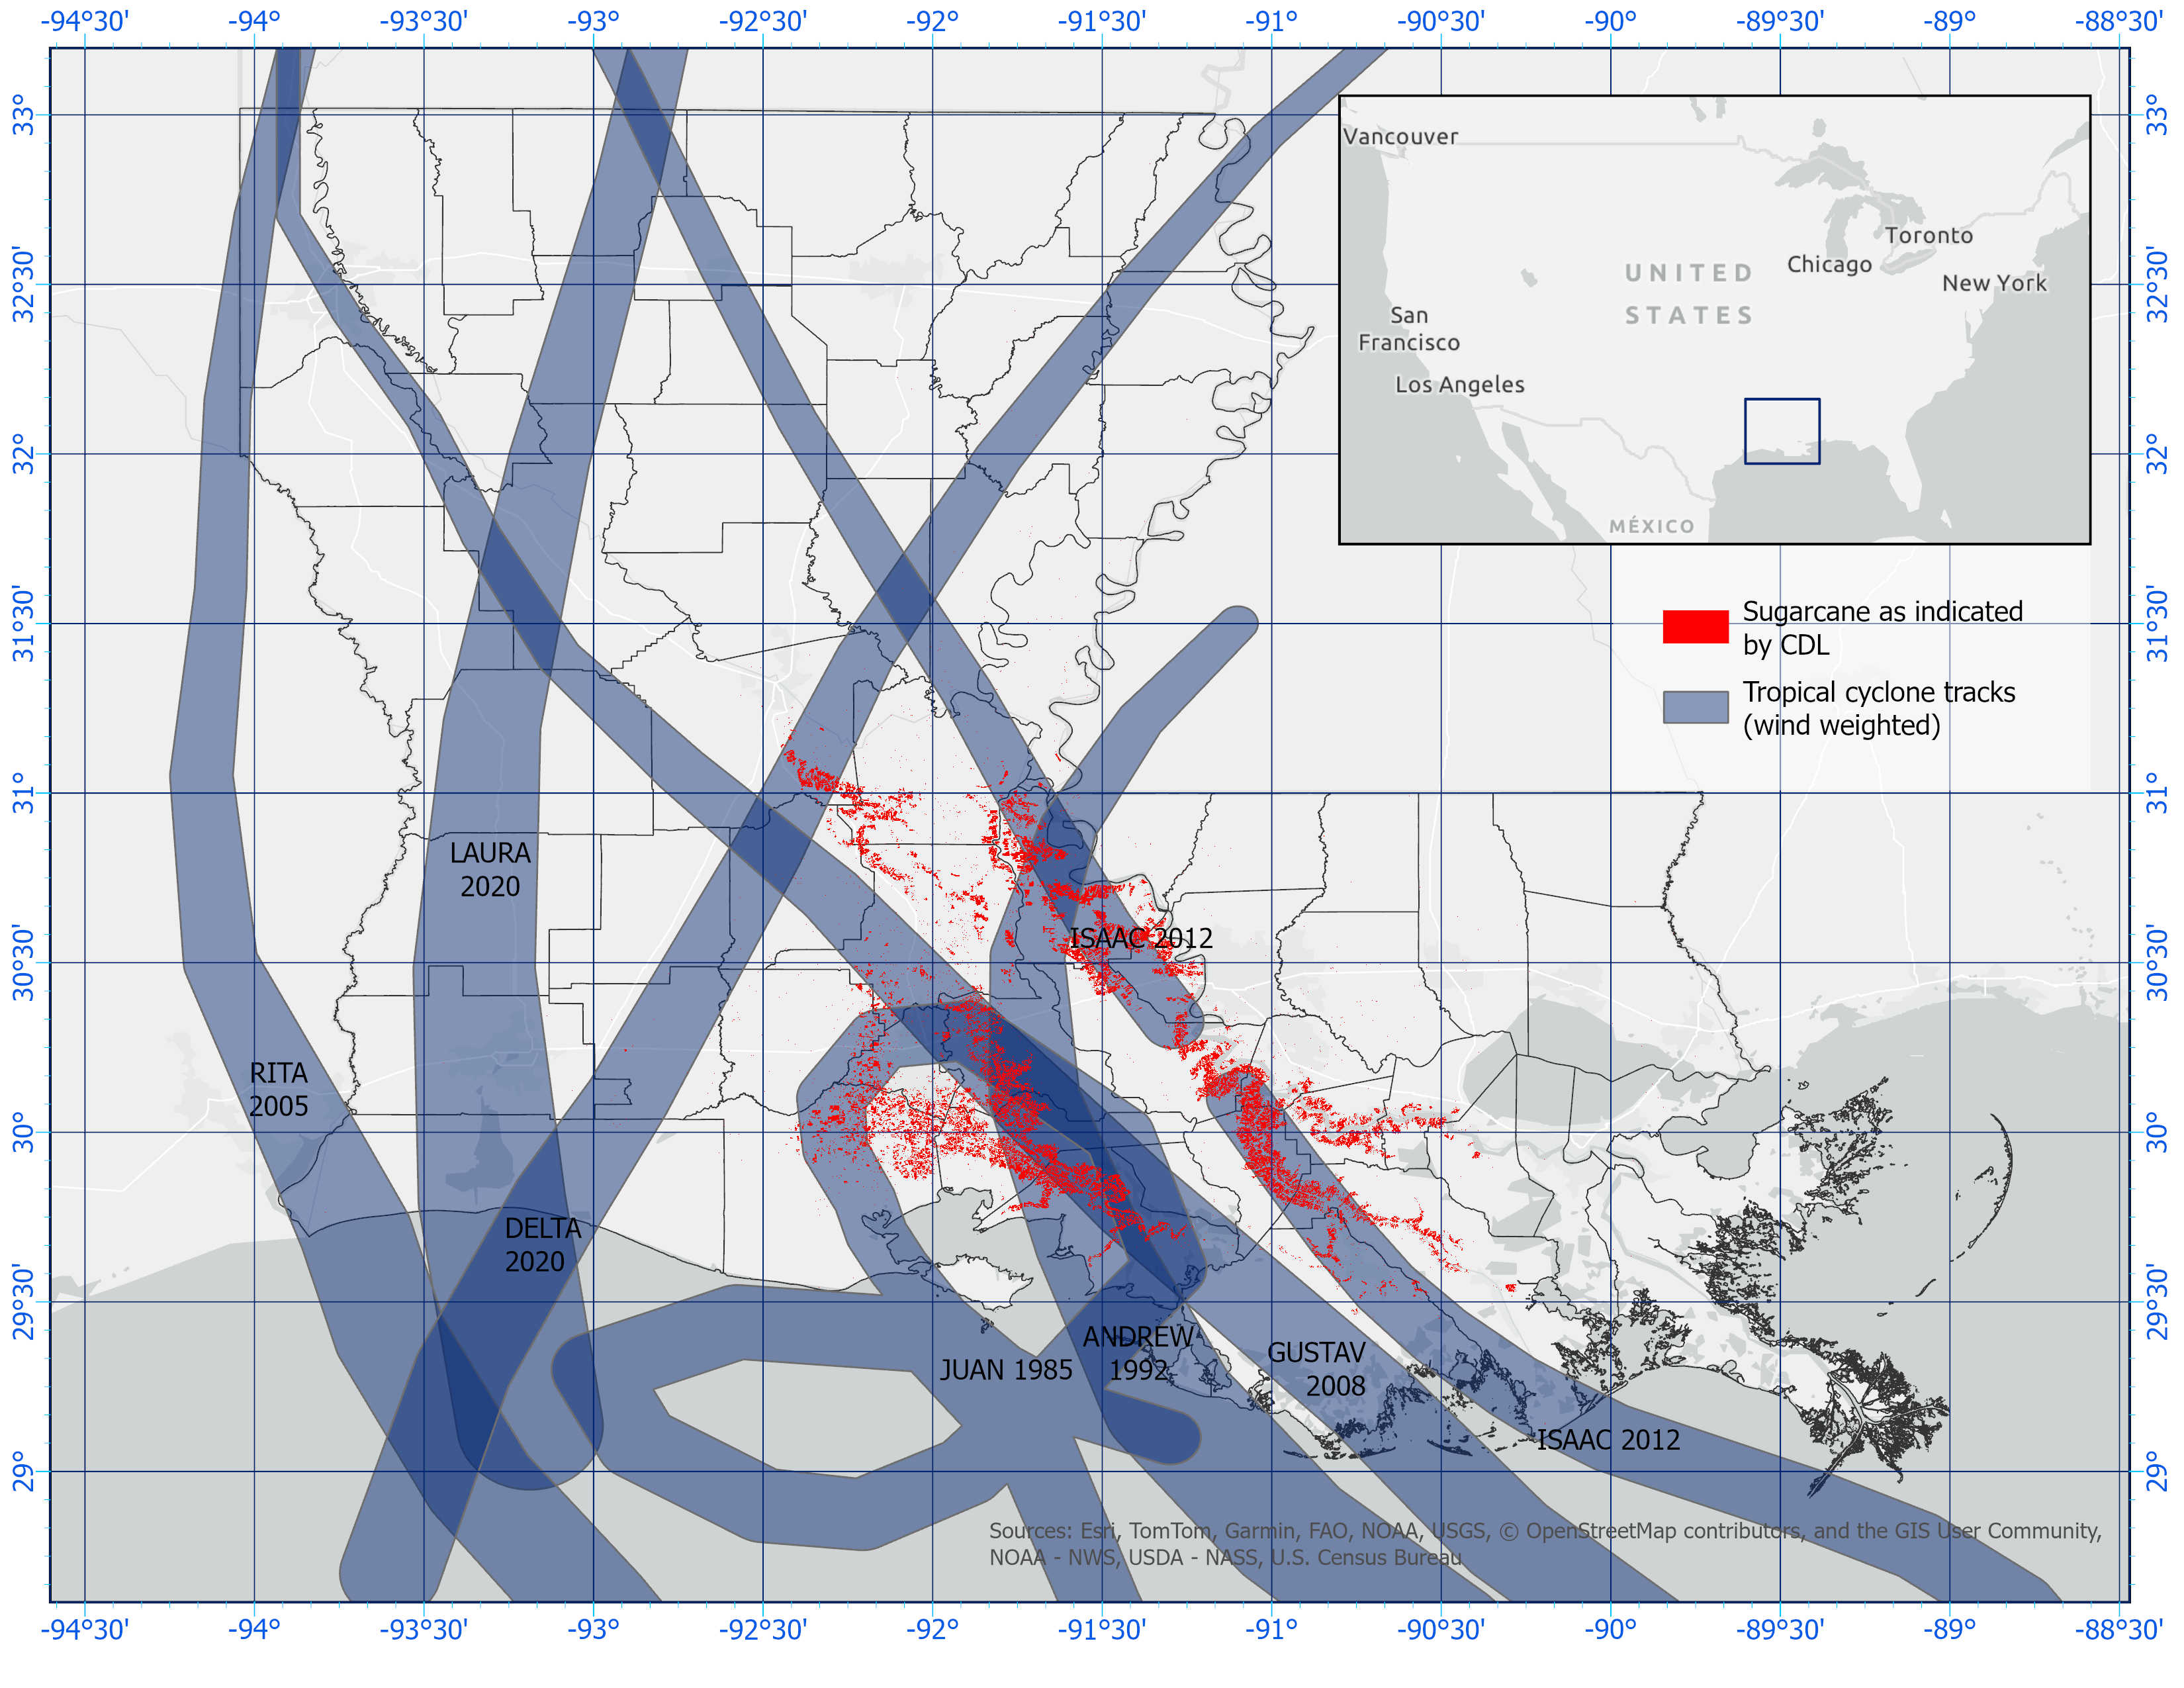 -94°30' -94° -93°30' -93° -92°30' -92° -91°30' -91° -90°30' -90° -89°30' -89° -88°30'
33° 33°
Vancouver
Toronto
Chicago
New York
UNITED
STATES
San
Francisco
Los Angeles
MÉXICO
32°30' 32°30'
32° 32°
31°30' 31°30'
Sugarcane as indicated
by CDL
Tropical cyclone tracks
(wind weighted)
31° 31°
LAURA
2020
ISAAC 2012
30°30' 30°30'
RITA
2005
30° 30°
DELTA
2020
29°30' 29°30'
ANDREW
1992
JUAN 1985
GUSTAV
2008
ISAAC 2012
29° 29°
Sources: Esri, TomTom, Garmin, FAO, NOAA, USGS, © OpenStreetMap contributors, and the GIS User Community,
NOAA - NWS, USDA - NASS, U.S. Census Bureau
-94°30' -94° -93°30' -93° -92°30' -92° -91°30' -91° -90°30' -90° -89°30' -89° -88°30'